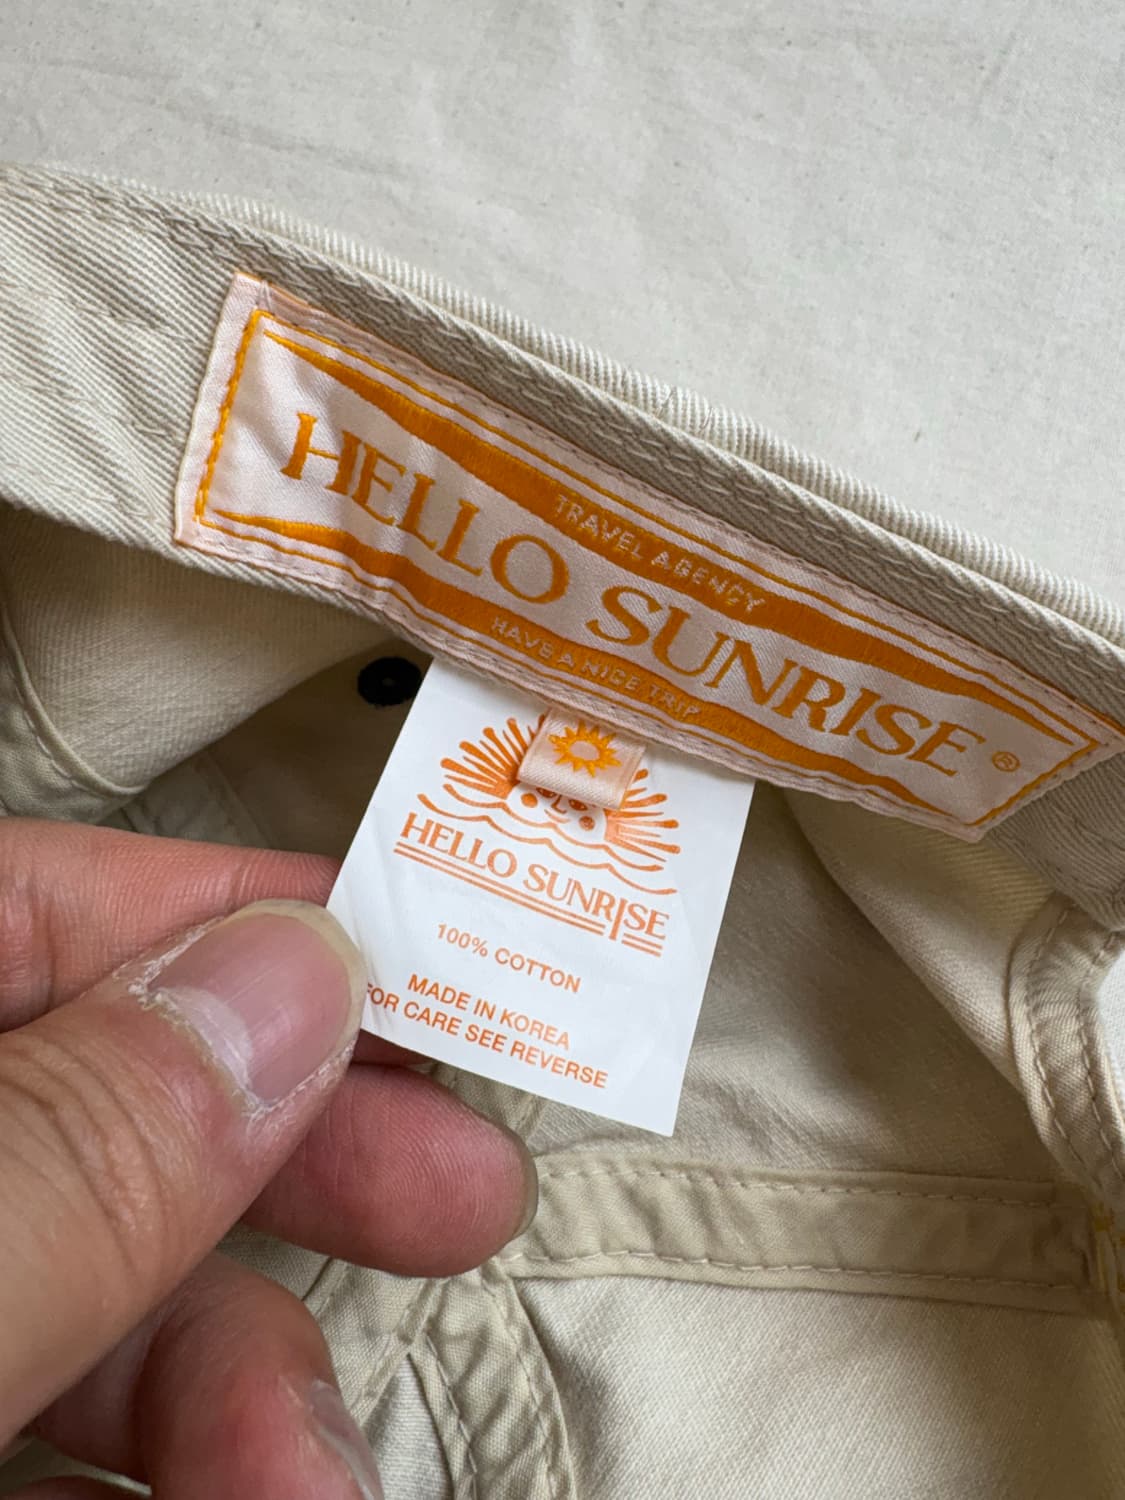 TRAVEL AGENCY
HELLO SUNRISE ®
HAVE A NICE TRIP
HELLO SUNRISE
100% COTTON
MADE IN KOREA
FOR CARE SEE REVERSE